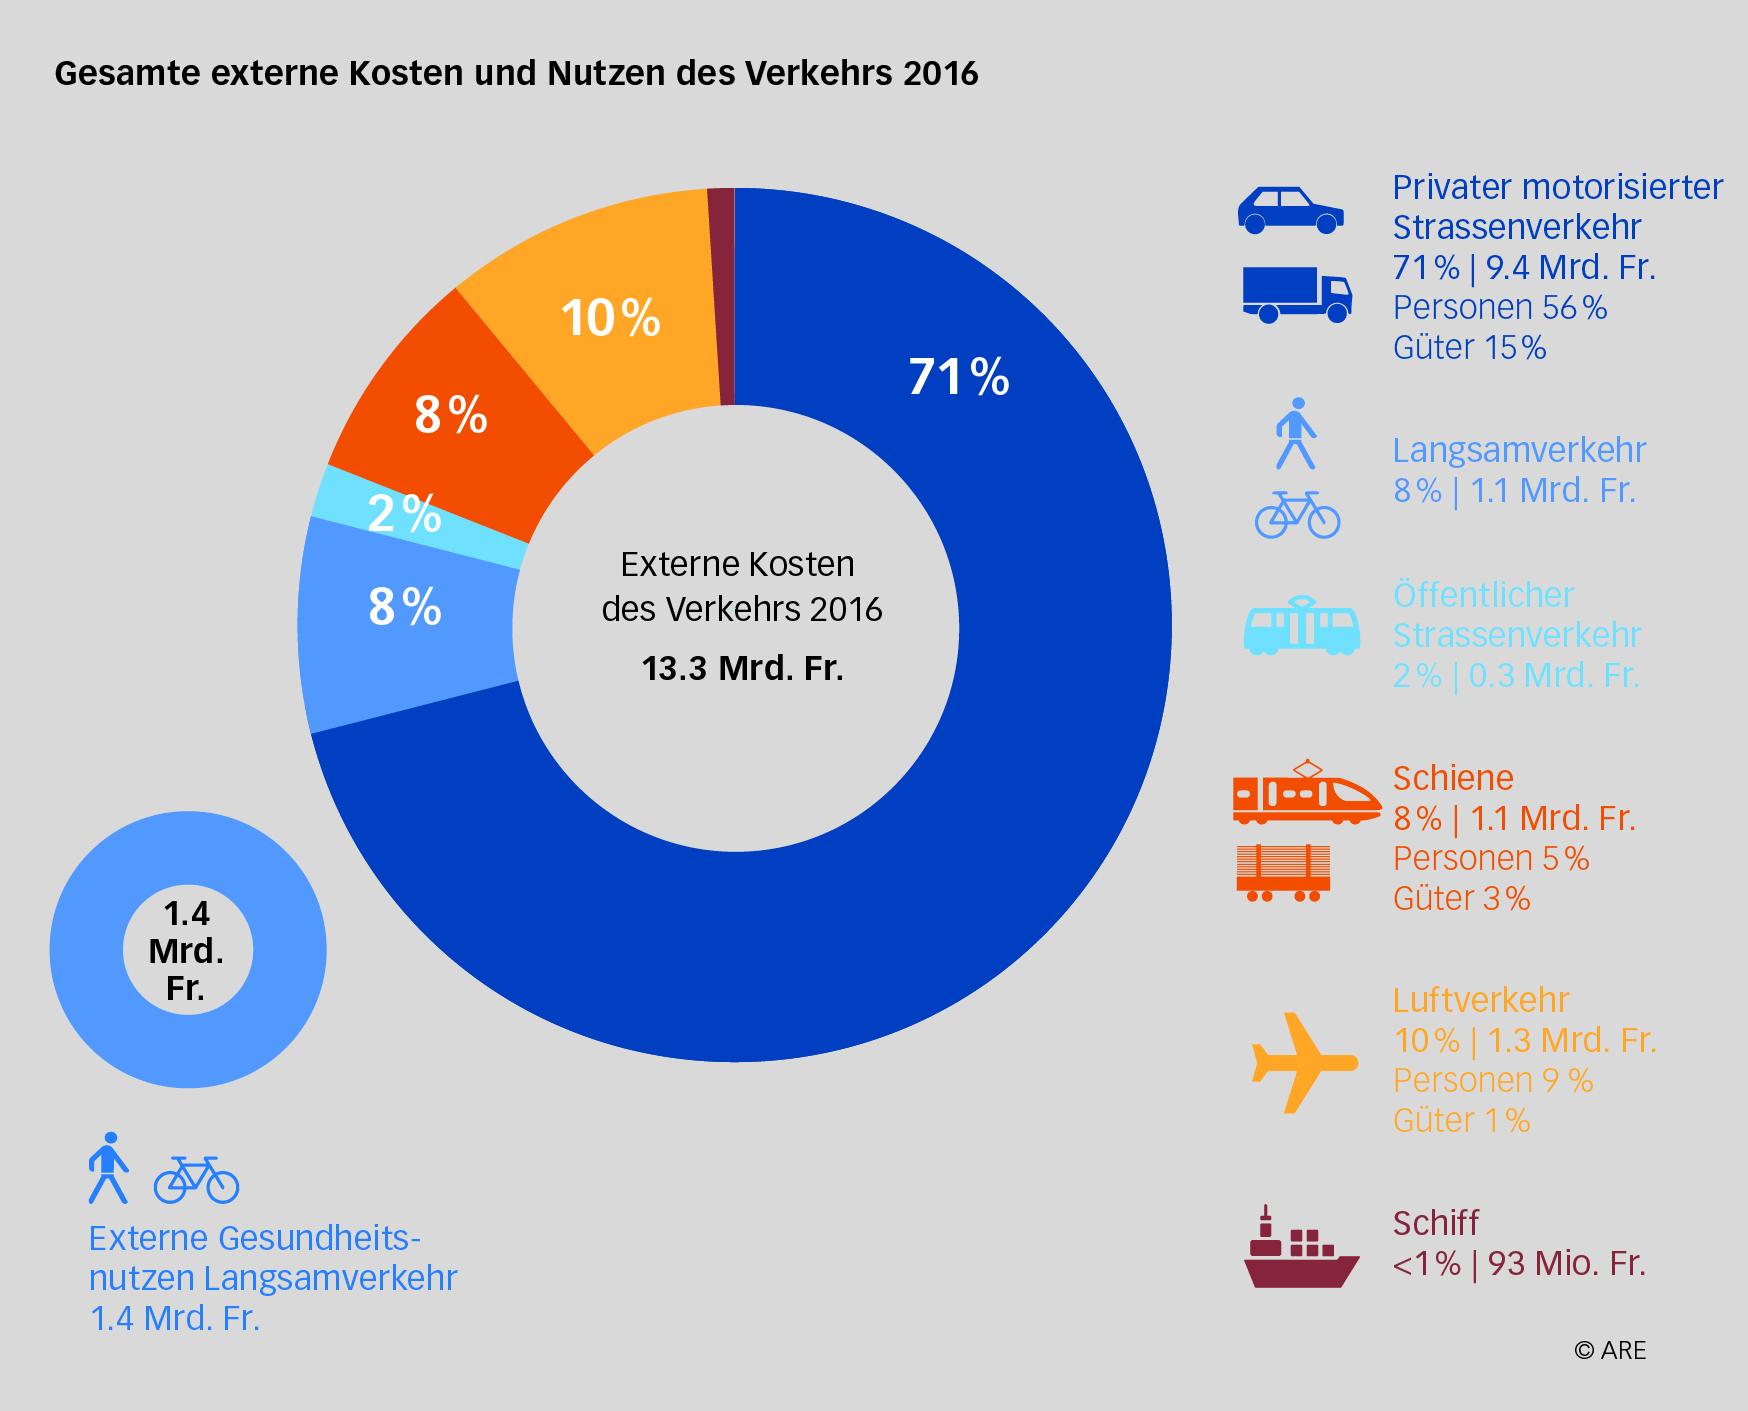 Gesamte externe Kosten und Nutzen des Verkehrs 2016
71%
10%
8%
2%
8%
Externe Kosten
des Verkehrs 2016
13.3 Mrd. Fr.
Privater motorisierter
Strassenverkehr
71% | 9.4 Mrd. Fr.
Personen 56%
Güter 15%
Langsamverkehr
8% | 1.1 Mrd. Fr.
Öffentlicher
Strassenverkehr
2% | 0.3 Mrd. Fr.
Schiene
8% | 1.1 Mrd. Fr.
Personen 5%
Güter 3%
Luftverkehr
10% | 1.3 Mrd. Fr.
Personen 9 %
Güter 1%
Schiff
<1% | 93 Mio. Fr.
1.4
Mrd.
Fr.
Externe Gesundheits-
nutzen Langsamverkehr
1.4 Mrd. Fr.
© ARE